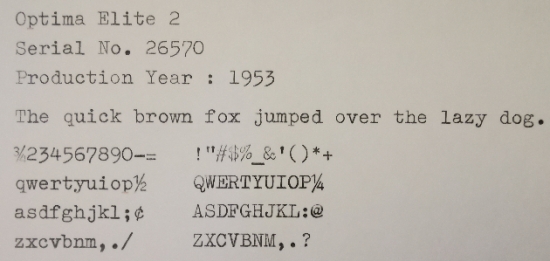 Optima Elite 2
Serial No. 26570
Production Year : 1953
The quick brown fox jumped over the lazy dog.
¾234567890-= !"#$%_&'()*+
qwertyuiop½ QWERTYUIOP¼
asdfghjkl;¢ ASDFGHJKL:@
zxcvbnm,./ ZXCVBNM,.?